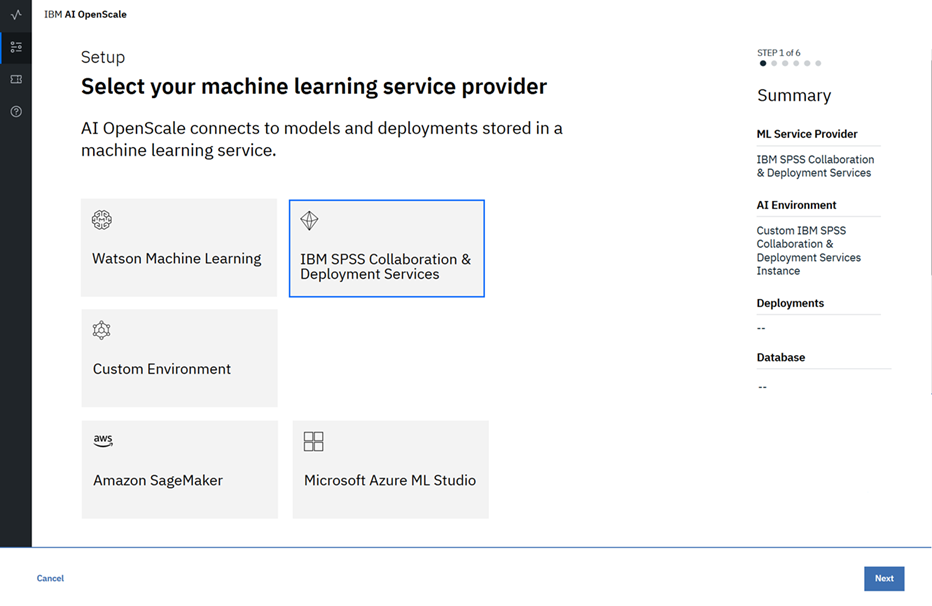 IBM AI OpenScale
Setup
Select your machine learning service provider
AI OpenScale connects to models and deployments stored in a
machine learning service.
Watson Machine Learning
IBM SPSS Collaboration &
Deployment Services
Custom Environment
aws
Amazon SageMaker
Microsoft Azure ML Studio
STEP 1 of 6
Summary
ML Service Provider
IBM SPSS Collaboration
& Deployment Services
AI Environment
Custom IBM SPSS
Collaboration &
Deployment Services
Instance
Deployments
--
Database
--
Cancel
Next